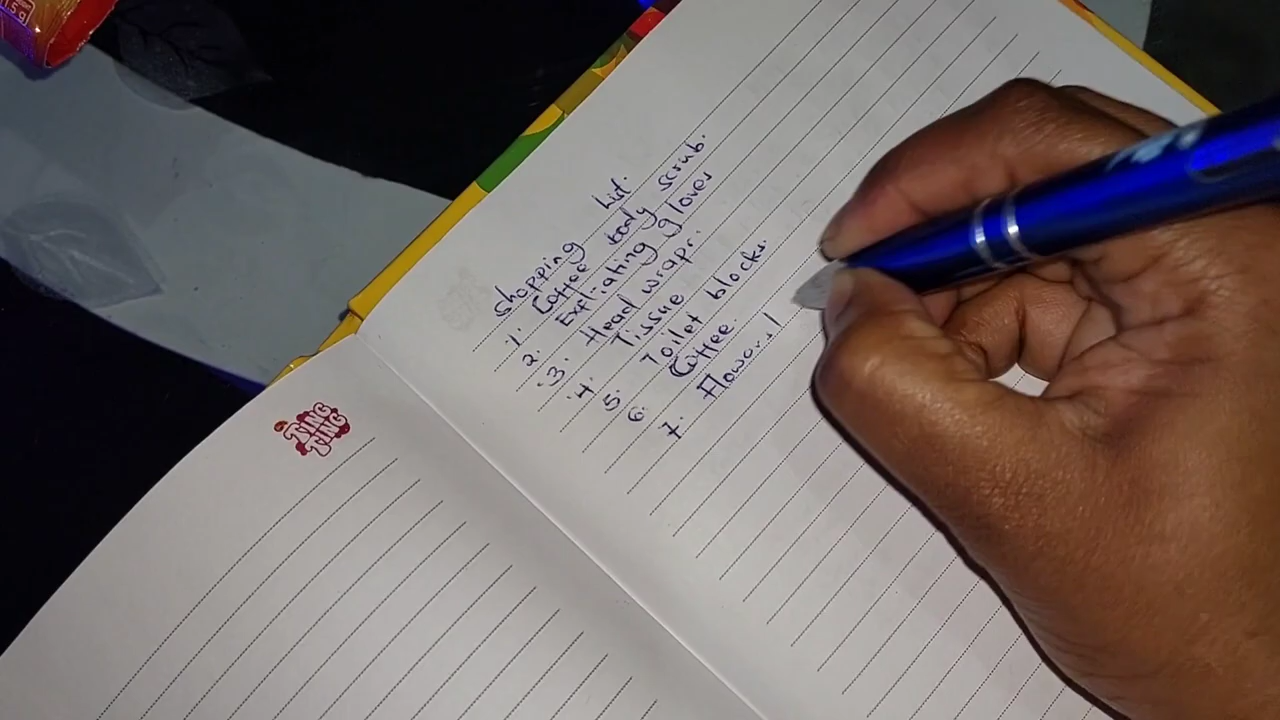 Shopping List.
1. Coffee body scrub.
2. Exfliating gloves
3. Head wraps.
4. Tissue
5. Toilet blocks.
6. Coffee.
7. Flowers
TING TING